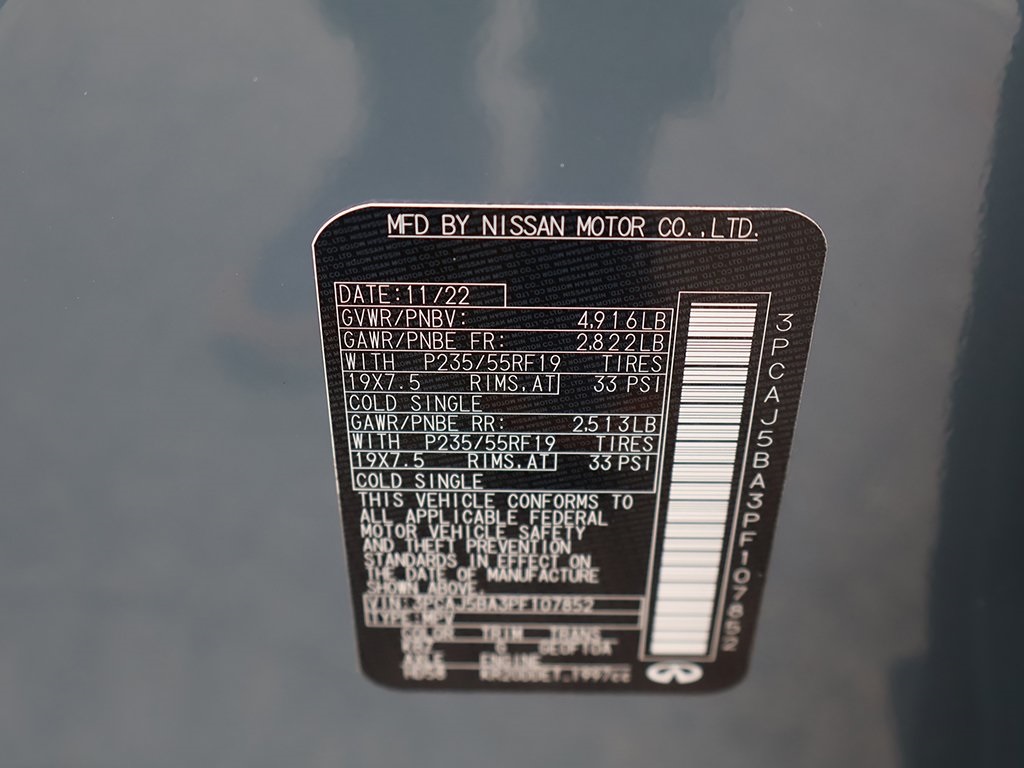 MFD BY NISSAN MOTOR CO.,LTD.
DATE:11/22
GVWR/PNBV: 4,916LB
GAWR/PNBE FR: 2,822LB
WITH P235/55RF19 TIRES
19X7.5 RIMS.AT 33 PSI
COLD SINGLE
GAWR/PNBE RR: 2,513LB
WITH P235/55RF19 TIRES
19X7.5 RIMS.AT 33 PSI
COLD SINGLE
THIS VEHICLE CONFORMS TO
ALL APPLICABLE FEDERAL
MOTOR VEHICLE SAFETY
AND THEFT PREVENTION
STANDARDS IN EFFECT ON
THE DATE OF MANUFACTURE
SHOWN ABOVE.
VIN: 3PCAJ5BA3PF107852
TYPE:MPV
COLOR TRIM TRANS
G
AXLE ENGINE
KR20DDET 1997cc
3PCAJ5BA3PF107852